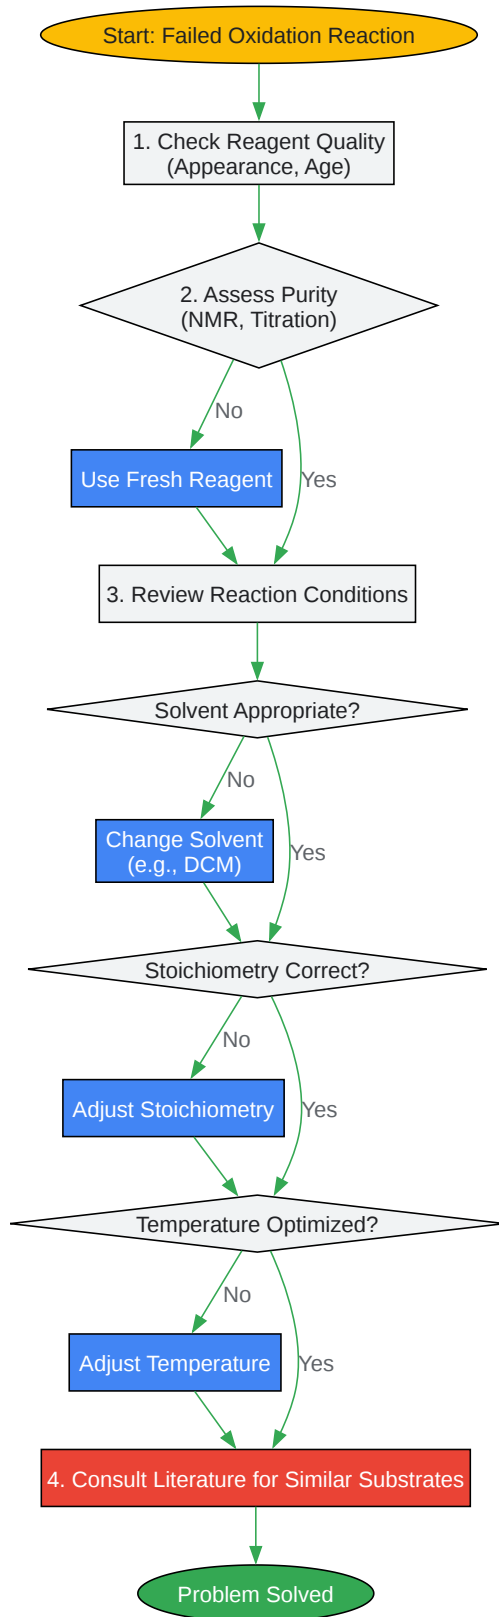 Start: Failed Oxidation Reaction
1. Check Reagent Quality
(Appearance, Age)
2. Assess Purity
(NMR, Titration)
No
Use Fresh Reagent
Yes
3. Review Reaction Conditions
Solvent Appropriate?
No
Change Solvent
(e.g., DCM)
Yes
Stoichiometry Correct?
No
Adjust Stoichiometry
Yes
Temperature Optimized?
No
Adjust Temperature
Yes
4. Consult Literature for Similar Substrates
Problem Solved